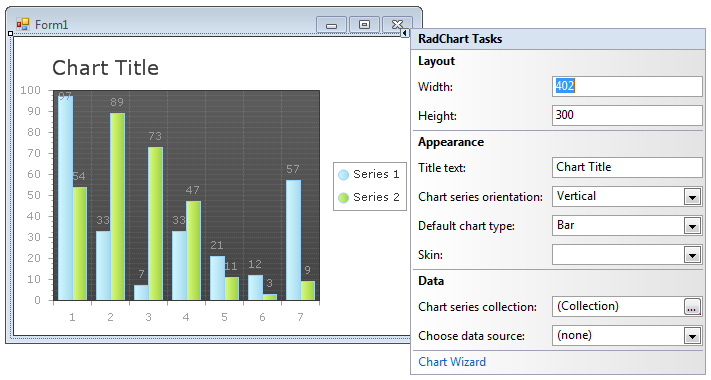 Form1
Chart Title
100
90
80
70
60
50
40
30
20
10
0
97
54
33
89
7
73
33
47
21
11
12
3
57
9
1 2 3 4 5 6 7
Series 1
Series 2
RadChart Tasks
Layout
Width: 402
Height: 300
Appearance
Title text: Chart Title
Chart series orientation: Vertical
Default chart type: Bar
Skin:
Data
Chart series collection: (Collection) ...
Choose data source: (none)
Chart Wizard